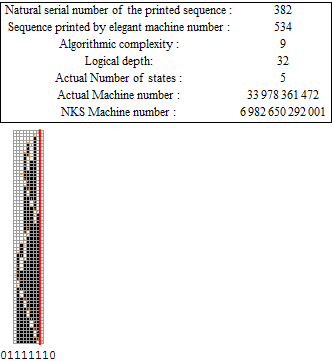 Natural serial number of the printed sequence : 382
Sequence printed by elegant machine number : 534
Algorithmic complexity : 9
Logical depth: 32
Actual Number of states : 5
Actual Machine number : 33 978 361 472
NKS Machine number : 6 982 650 292 001
01111110